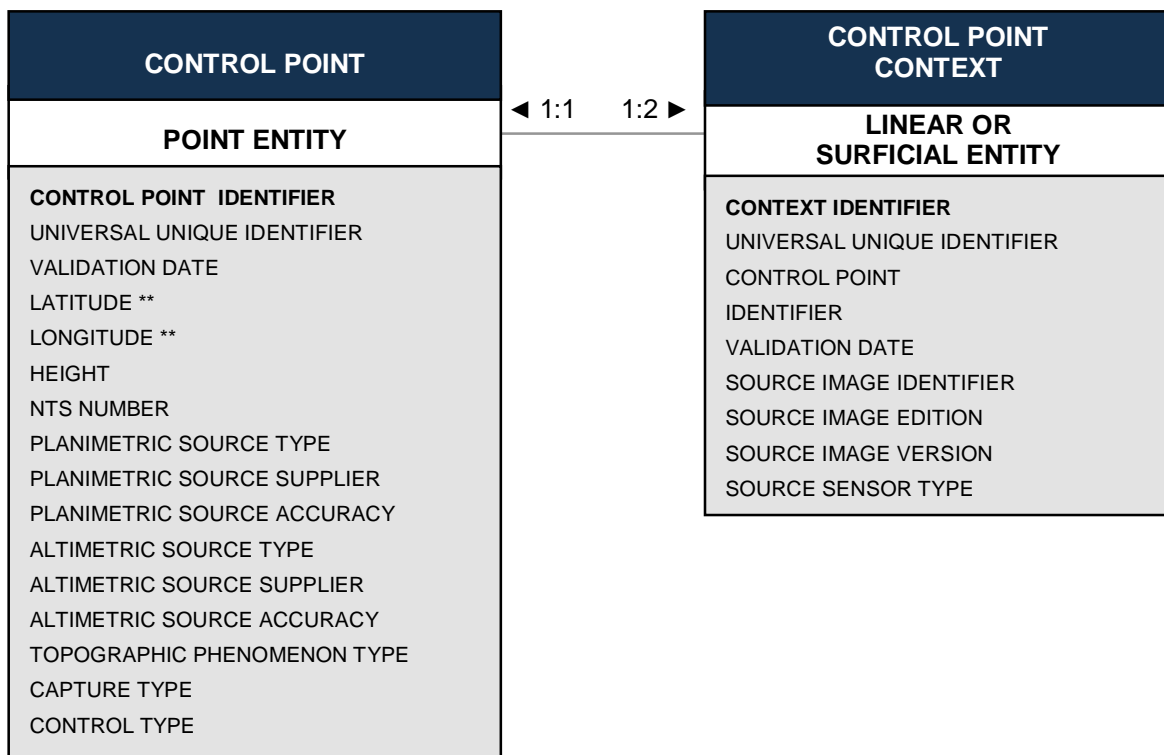 CONTROL POINT
POINT ENTITY
CONTROL POINT IDENTIFIER
UNIVERSAL UNIQUE IDENTIFIER
VALIDATION DATE
LATITUDE **
LONGITUDE **
HEIGHT
NTS NUMBER
PLANIMETRIC SOURCE TYPE
PLANIMETRIC SOURCE SUPPLIER
PLANIMETRIC SOURCE ACCURACY
ALTIMETRIC SOURCE TYPE
ALTIMETRIC SOURCE SUPPLIER
ALTIMETRIC SOURCE ACCURACY
TOPOGRAPHIC PHENOMENON TYPE
CAPTURE TYPE
CONTROL TYPE
◄ 1:1 1:2 ►
CONTROL POINT
CONTEXT
LINEAR OR
SURFICIAL ENTITY
CONTEXT IDENTIFIER
UNIVERSAL UNIQUE IDENTIFIER
CONTROL POINT
IDENTIFIER
VALIDATION DATE
SOURCE IMAGE IDENTIFIER
SOURCE IMAGE EDITION
SOURCE IMAGE VERSION
SOURCE SENSOR TYPE